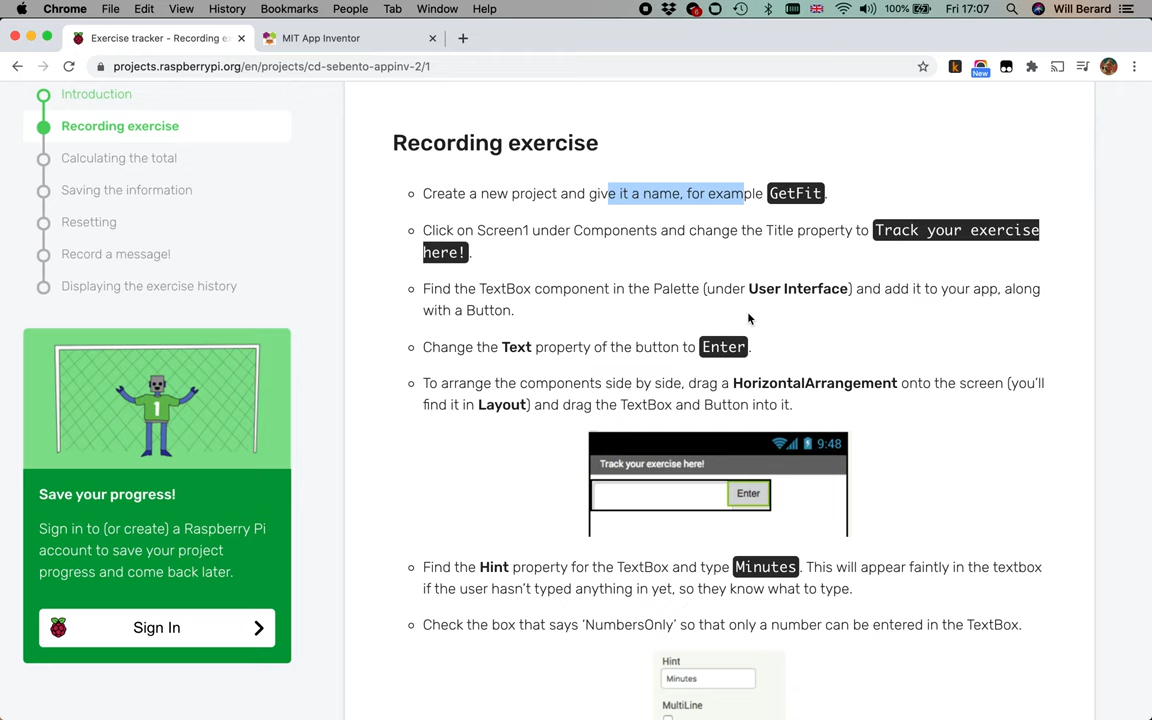 Chrome File Edit View History Bookmarks People Tab Window Help 6 100% Fri 17:07 Will Berard
Exercise tracker - Recording ex MIT App Inventor
projects.raspberrypi.org/en/projects/cd-sebento-appinv-2/1 k New
Introduction
Recording exercise
Calculating the total
Saving the information
Resetting
Record a message!
Displaying the exercise history
1
Save your progress!
Sign in to (or create) a Raspberry Pi
account to save your project
progress and come back later.
Sign In
Recording exercise
Create a new project and give it a name, for example GetFit.
Click on Screen1 under Components and change the Title property to Track your exercise
here!.
Find the TextBox component in the Palette (under User Interface) and add it to your app, along
with a Button.
Change the Text property of the button to Enter.
To arrange the components side by side, drag a HorizontalArrangement onto the screen (you'll
find it in Layout) and drag the TextBox and Button into it.
9:48
Track your exercise here!
Enter
Find the Hint property for the TextBox and type Minutes. This will appear faintly in the textbox
if the user hasn't typed anything in yet, so they know what to type.
Check the box that says 'NumbersOnly' so that only a number can be entered in the TextBox.
Hint
Minutes
MultiLine